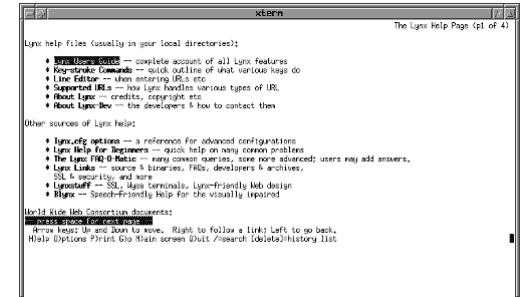 xterm
The Lynx Help Page (p1 of 4)
Lynx help files (usually in your local directories):
* Lynx Users Guide -- complete account of all Lynx features
* Key-stroke Commands -- quick outline of what various keys do
* Line Editor -- when entering URLs etc
* Supported URLs -- how Lynx handles various types of URL
* About Lynx -- credits, copyright etc
* About Lynx-Dev -- the developers & how to contact them
Other sources of Lynx help:
* lynx.cfg options -- a reference for advanced configurations
* Lynx Help for Beginners -- quick help on many common problems
* The Lynx FAQ-O-Matic -- many common queries, some more advanced; users may add answers.
* Lynx Links -- source & binaries, FAQs, developers & archives,
SSL & security, and more
* Lynxstuff -- SSL, Wyse terminals, Lynx-friendly Web design
* Blynx -- Speech-Friendly Help for the visually impaired
World Wide Web Consortium documents:
-- press space for next page --
Arrow keys: Up and Down to move. Right to follow a link; Left to go back.
H)elp O)ptions P)rint G)o M)ain screen Q)uit /=search [delete]=history list